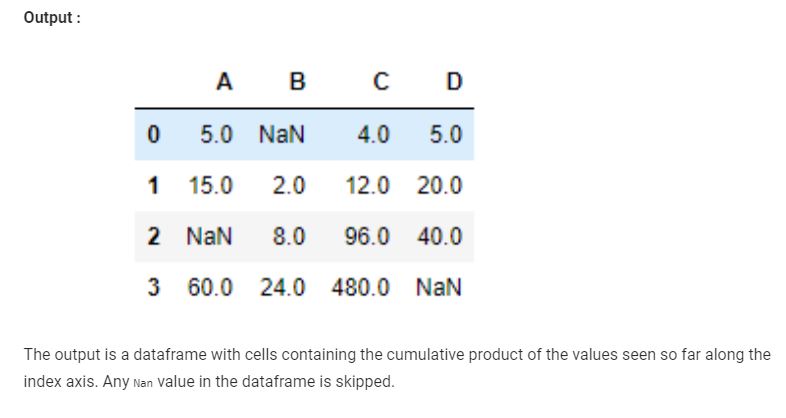 Output :
A B C D
0 5.0 NaN 4.0 5.0
1 15.0 2.0 12.0 20.0
2 NaN 8.0 96.0 40.0
3 60.0 24.0 480.0 NaN
The output is a dataframe with cells containing the cumulative product of the values seen so far along the
index axis. Any Nan value in the dataframe is skipped.